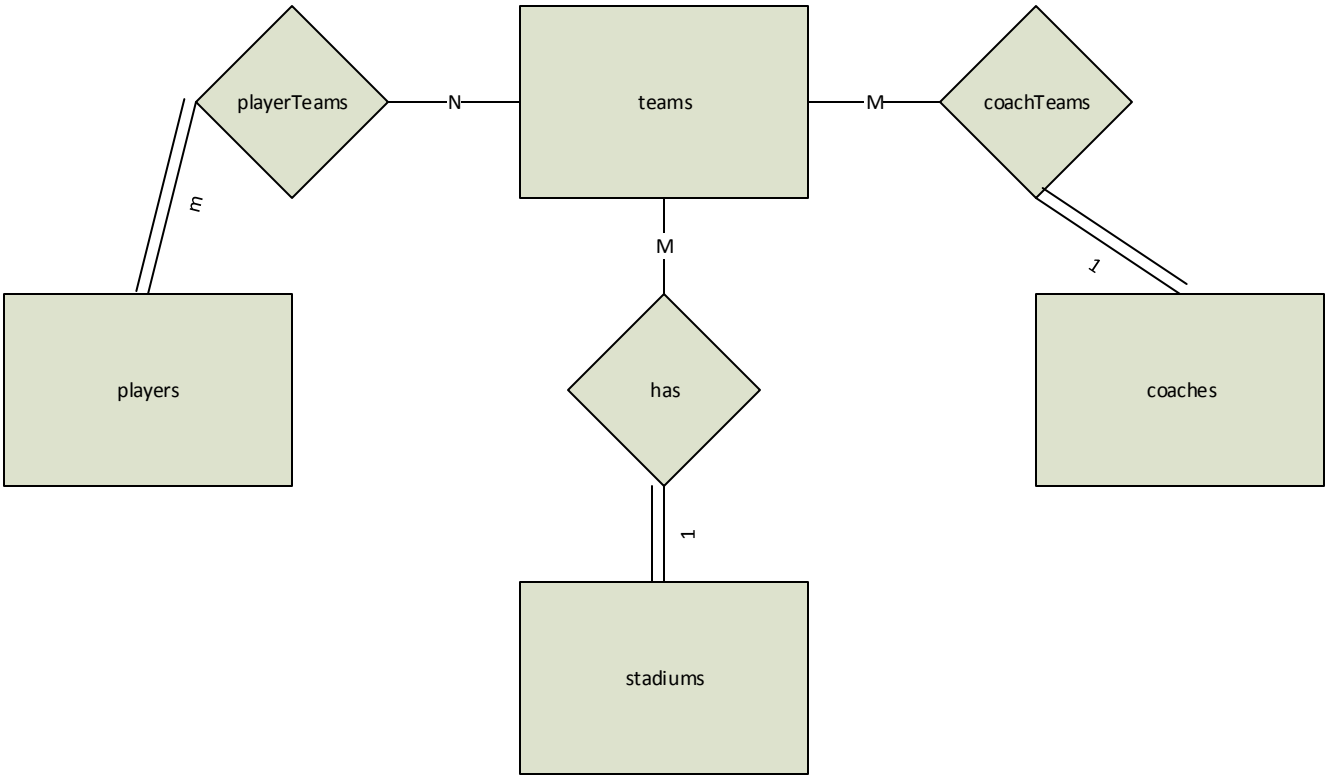 playerTeams
N
teams
M
coachTeams
m
M
1
players
has
coaches
1
stadiums